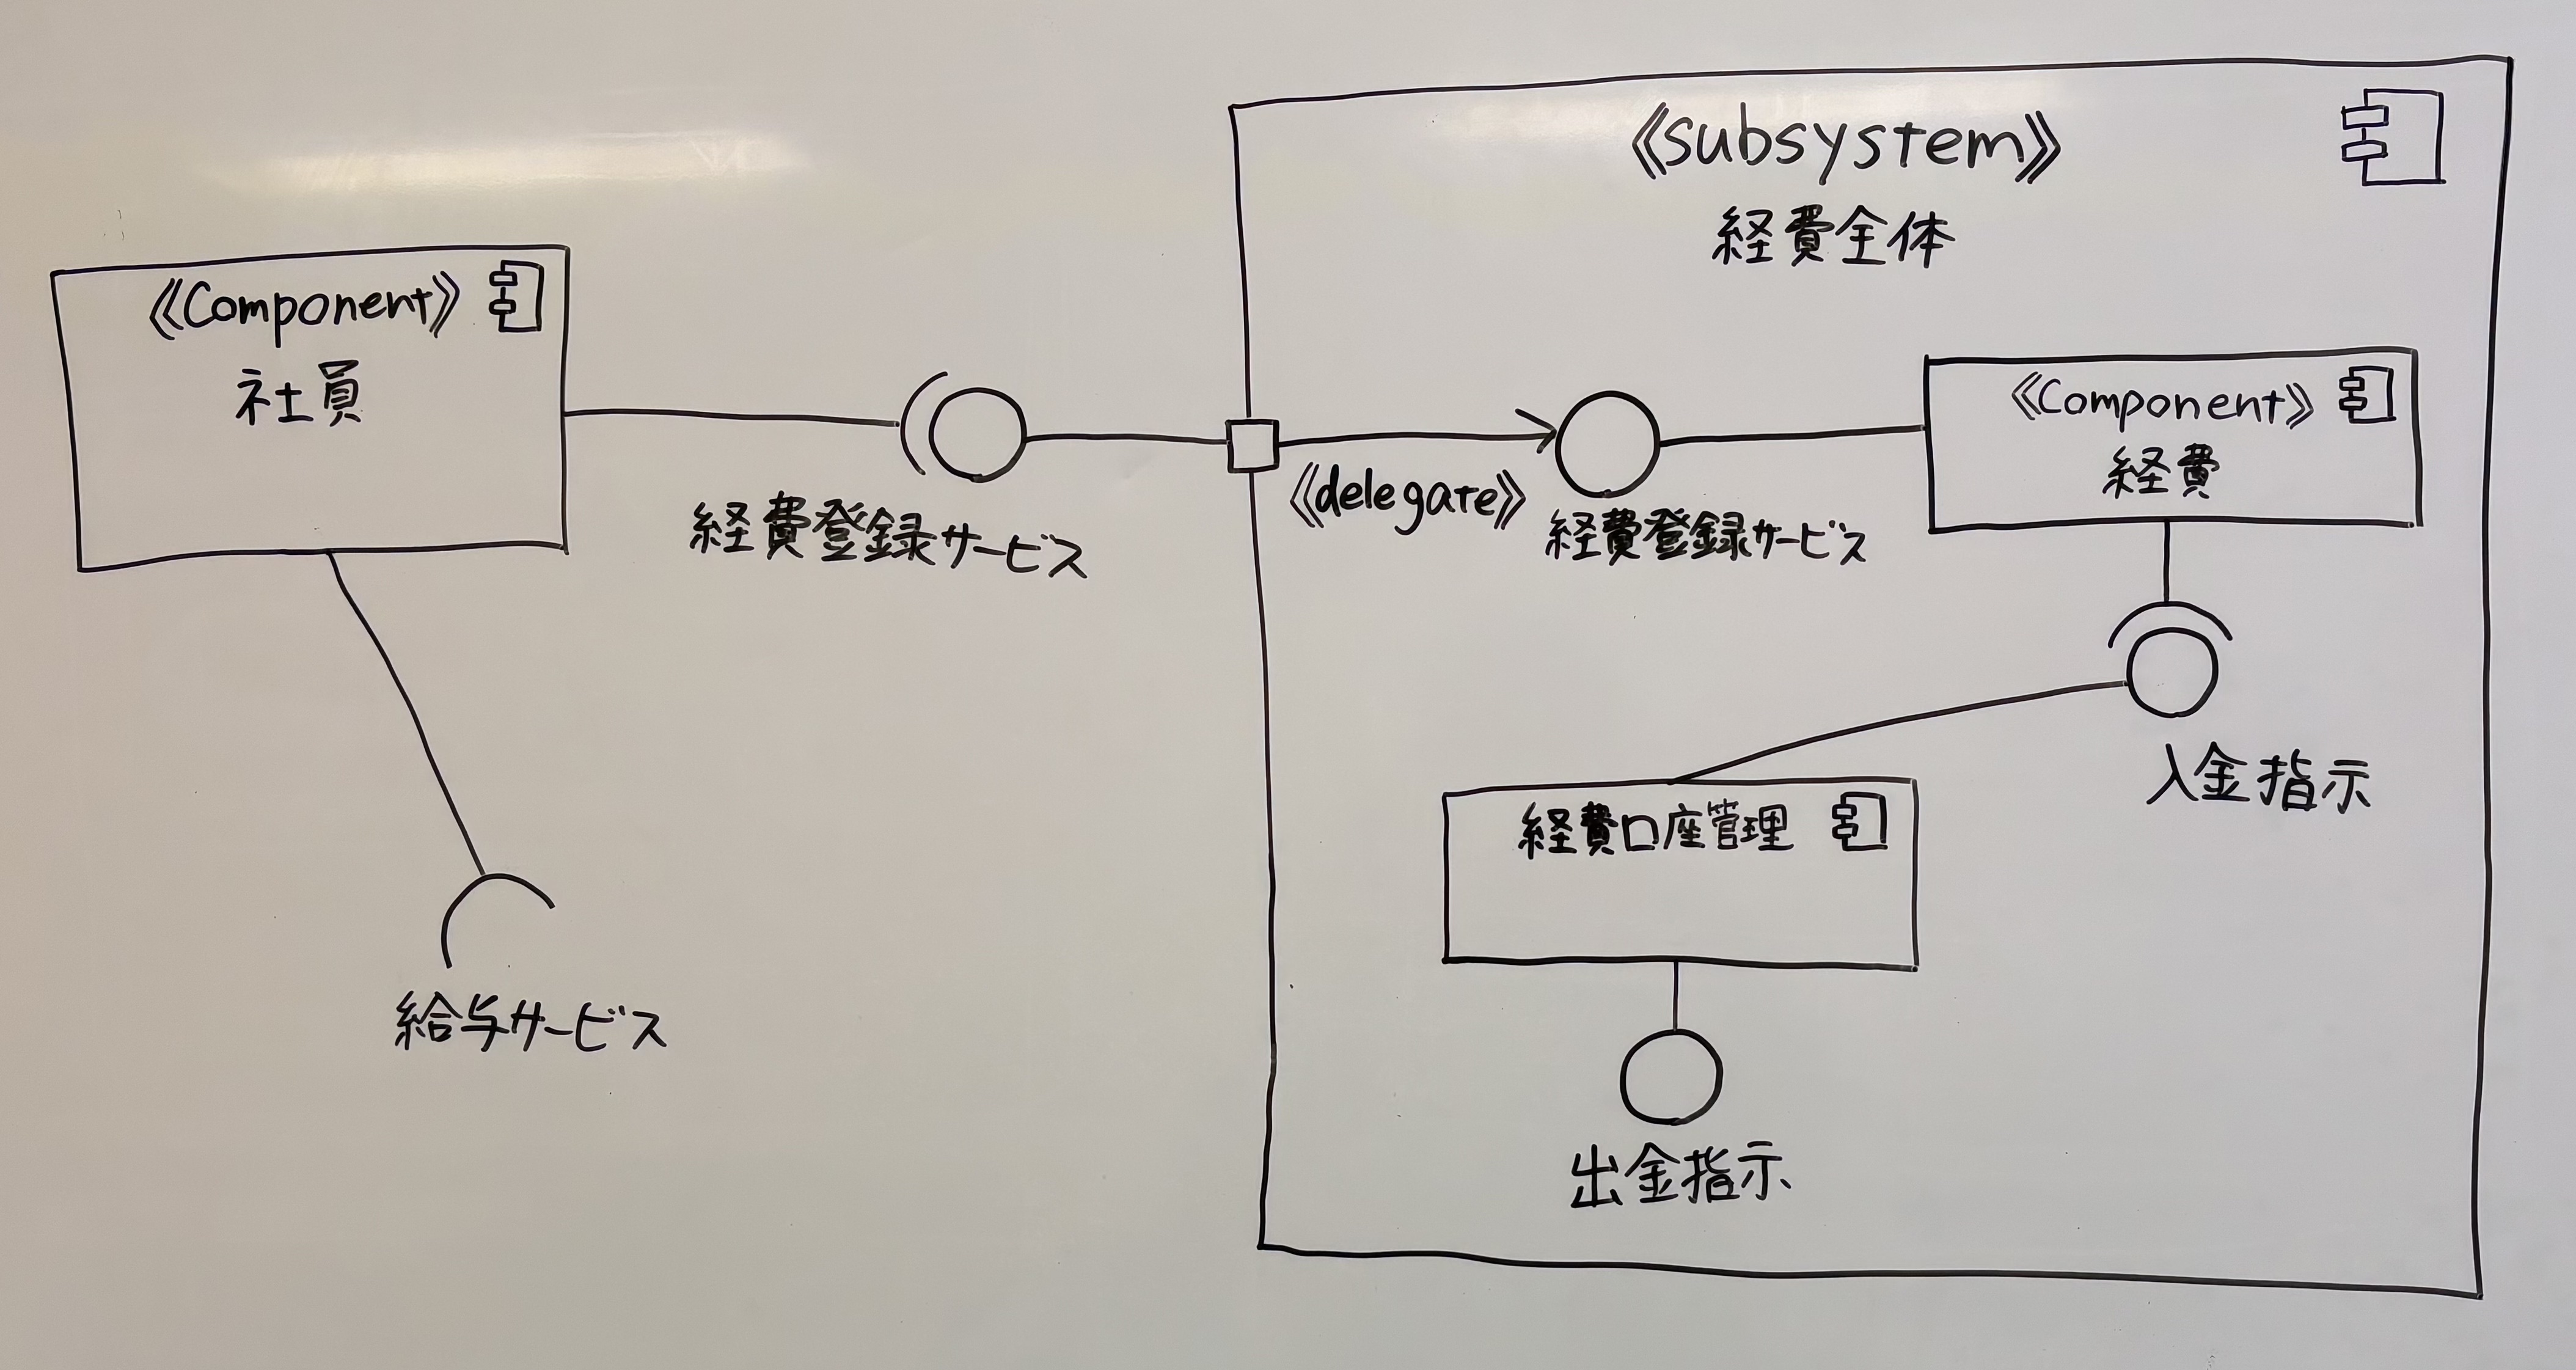 《subsystem》
経費全体
《Component》
社員
経費登録サービス
《delegate》
経費登録サービス
《Component》
経費
入金指示
経費口座管理
出金指示
給与サービス